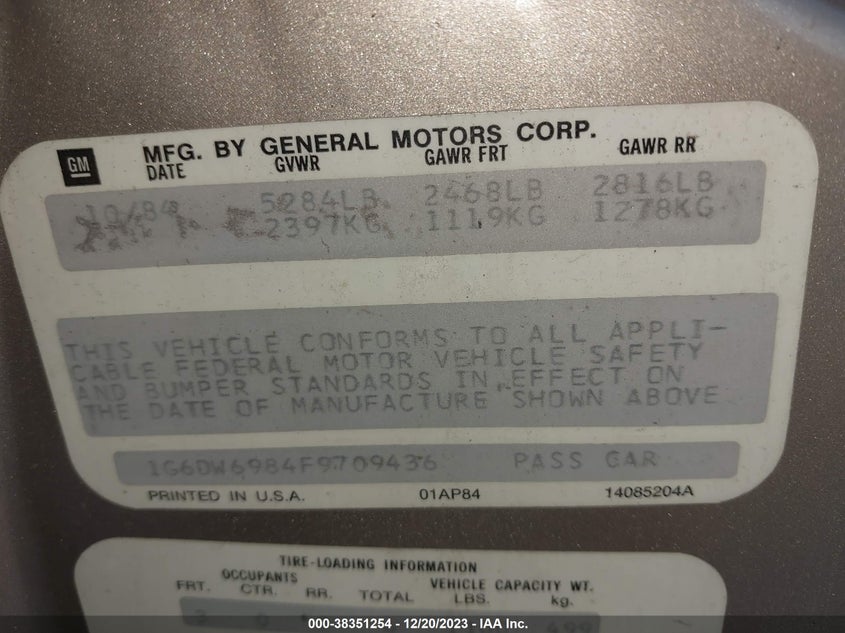 GM
MFG. BY GENERAL MOTORS CORP.
DATE GVWR GAWR FRT GAWR RR
10/84 5284LB 2468LB 2816LB
2397KG 1119KG 1278KG
THIS VEHICLE CONFORMS TO ALL APPLI-
CABLE FEDERAL MOTOR VEHICLE SAFETY
AND BUMPER STANDARDS IN EFFECT ON
THE DATE OF MANUFACTURE SHOWN ABOVE
1G6DW6984F9709436 PASS CAR
PRINTED IN U.S.A. 01AP84 14085204A
TIRE-LOADING INFORMATION
OCCUPANTS VEHICLE CAPACITY WT.
FRT. CTR. RR. TOTAL LBS. kg.
000-38351254 - 12/20/2023 - IAA Inc.